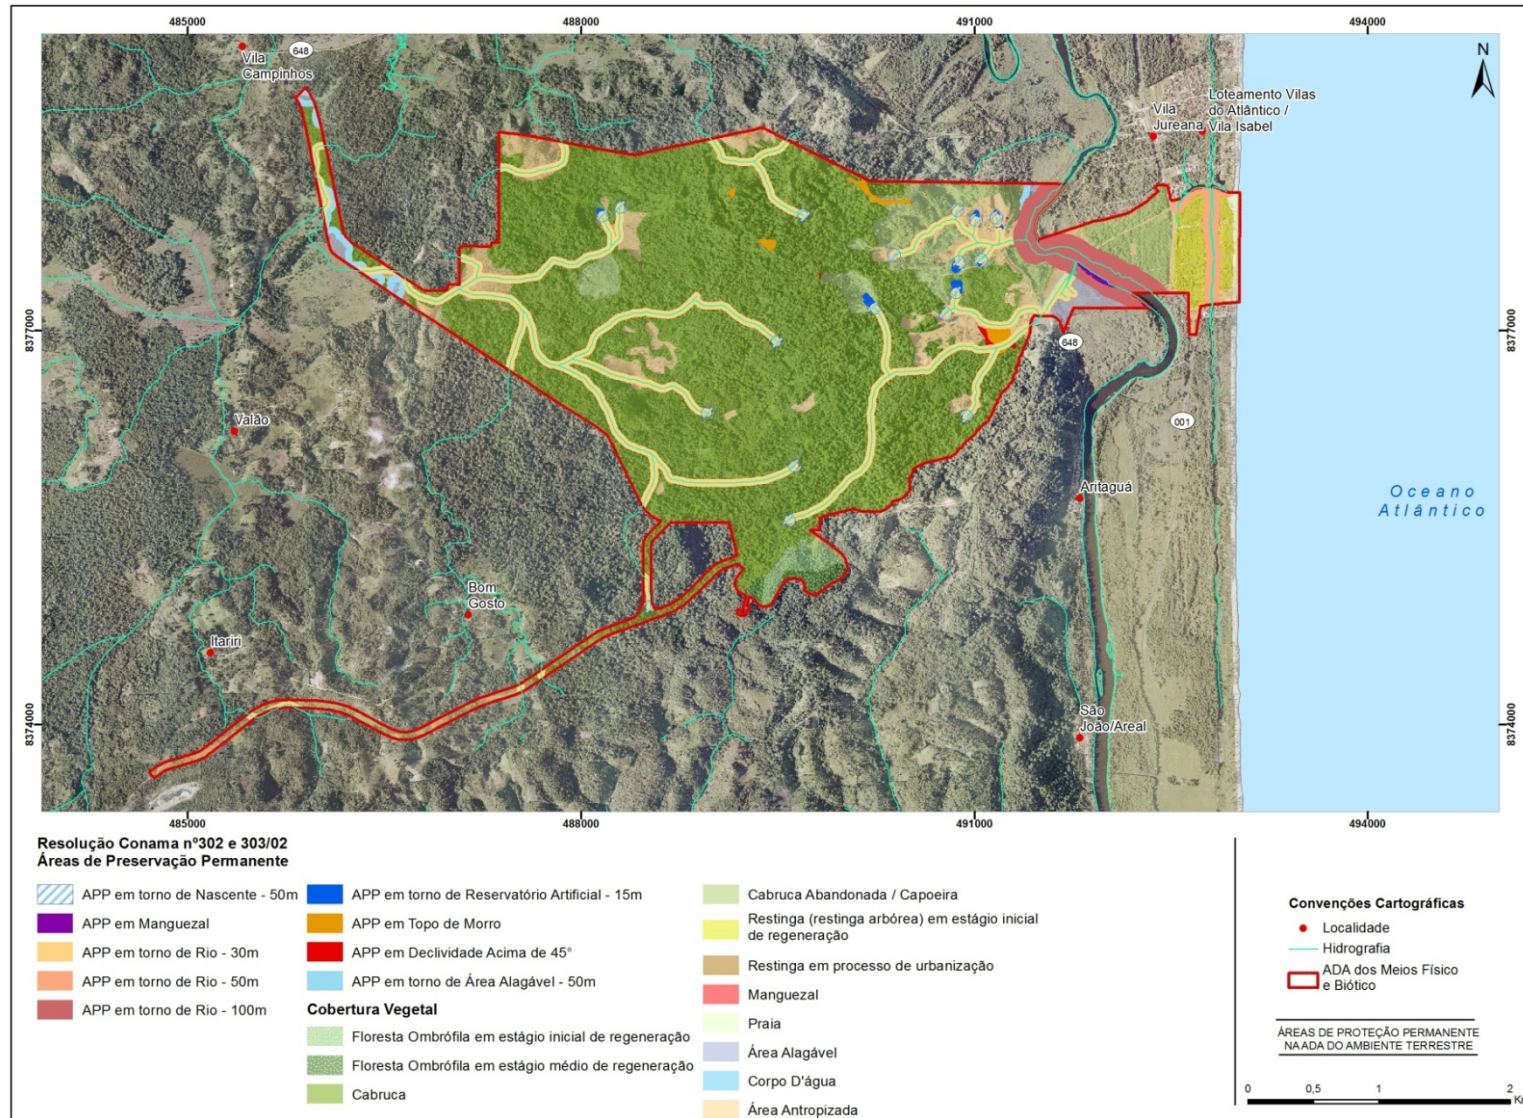 485000
488000
491000
494000
N
648
Vila
Campinhos
Loteamento Vilas
do Atlântico /
Vila Isabel
Vila
Jureana
8377000
8377000
648
001
Valão
Aritaguá
Oceano
Atlântico
Bom
Gosto
Itariri
São
João/Areal
8374000
8374000
485000
488000
491000
494000
Resolução Conama nº302 e 303/02
Áreas de Preservação Permanente
APP em torno de Nascente - 50m
APP em Manguezal
APP em torno de Rio - 30m
APP em torno de Rio - 50m
APP em torno de Rio - 100m
APP em torno de Reservatório Artificial - 15m
APP em Topo de Morro
APP em Declividade Acima de 45°
APP em torno de Área Alagável - 50m
Cobertura Vegetal
Floresta Ombrófila em estágio inicial de regeneração
Floresta Ombrófila em estágio médio de regeneração
Cabruca
Cabruca Abandonada / Capoeira
Restinga (restinga arbórea) em estágio inicial
de regeneração
Restinga em processo de urbanização
Manguezal
Praia
Área Alagável
Corpo D'água
Área Antropizada
Convenções Cartográficas
Localidade
Hidrografia
ADA dos Meios Físico
e Biótico
ÁREAS DE PROTEÇÃO PERMANENTE
NA ADA DO AMBIENTE TERRESTRE
0 0,5 1 2